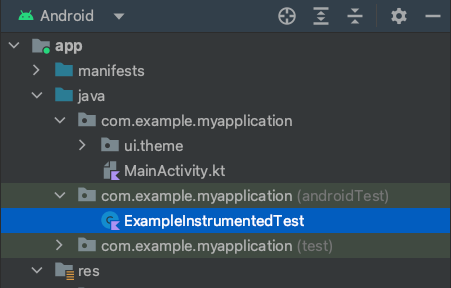 Android
app
manifests
java
com.example.myapplication
ui.theme
MainActivity.kt
com.example.myapplication (androidTest)
ExampleInstrumentedTest
com.example.myapplication (test)
res